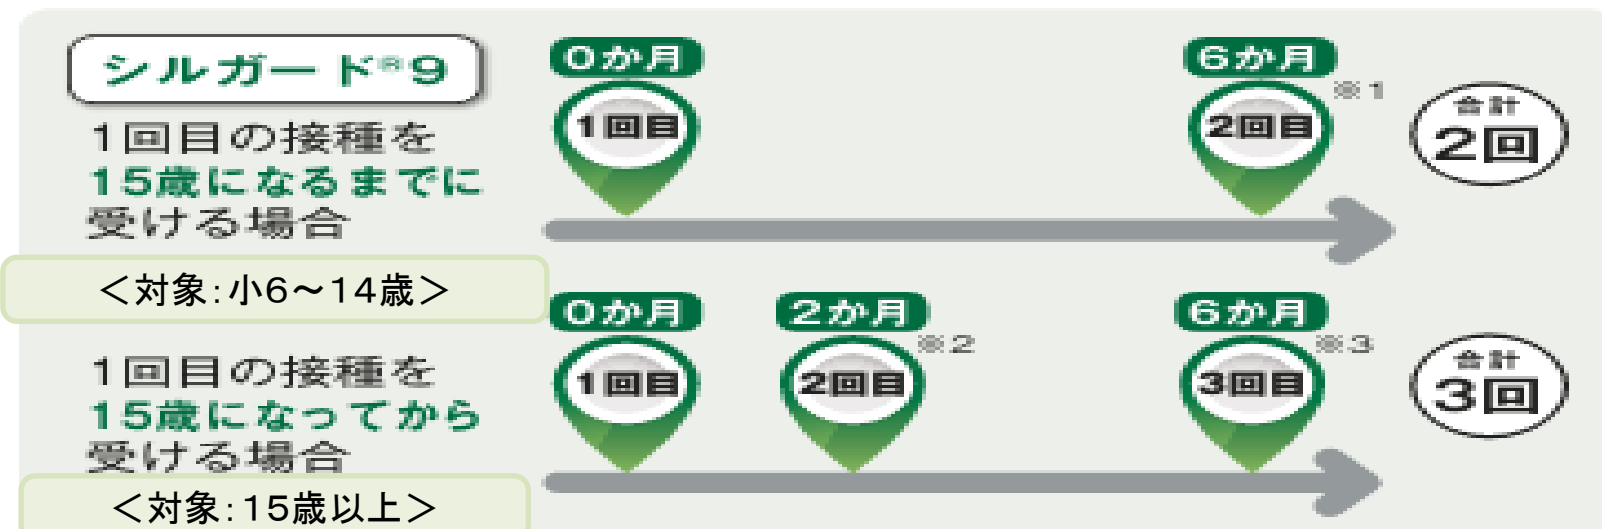 シルガード®9
1回目の接種を
15歳になるまでに
受ける場合
＜対象：小6～14歳＞
0か月
1回目
6か月
※1
2回目
合計
2回
1回目の接種を
15歳になってから
受ける場合
＜対象：15歳以上＞
0か月
1回目
2か月
※2
2回目
6か月
※3
3回目
合計
3回